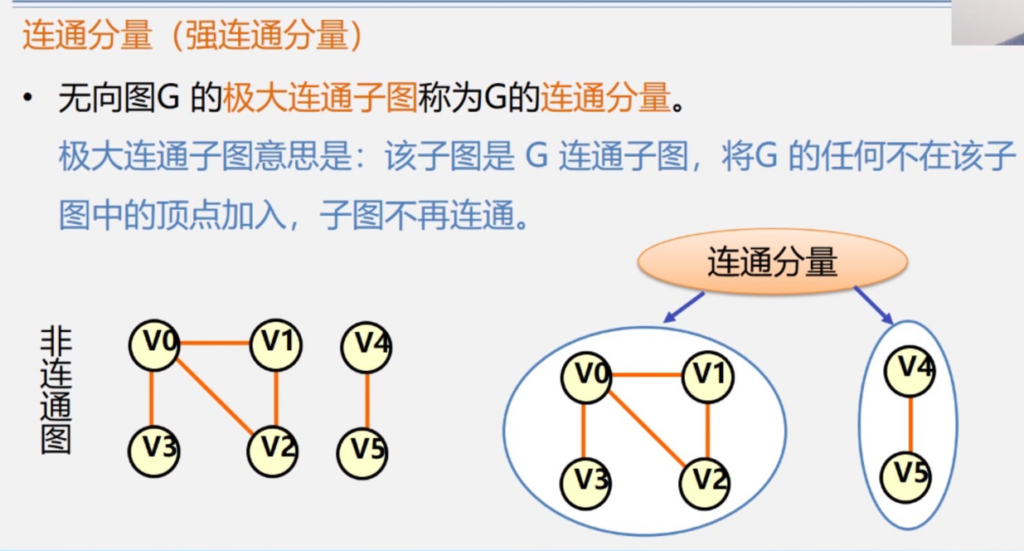 连通分量（强连通分量）
• 无向图G 的极大连通子图称为G的连通分量。
极大连通子图意思是：该子图是 G 连通子图，将G 的任何不在该子
图中的顶点加入，子图不再连通。
连通分量
非连通图
V0 V1 V4
V3 V2 V5
V0 V1 V4
V3 V2 V5